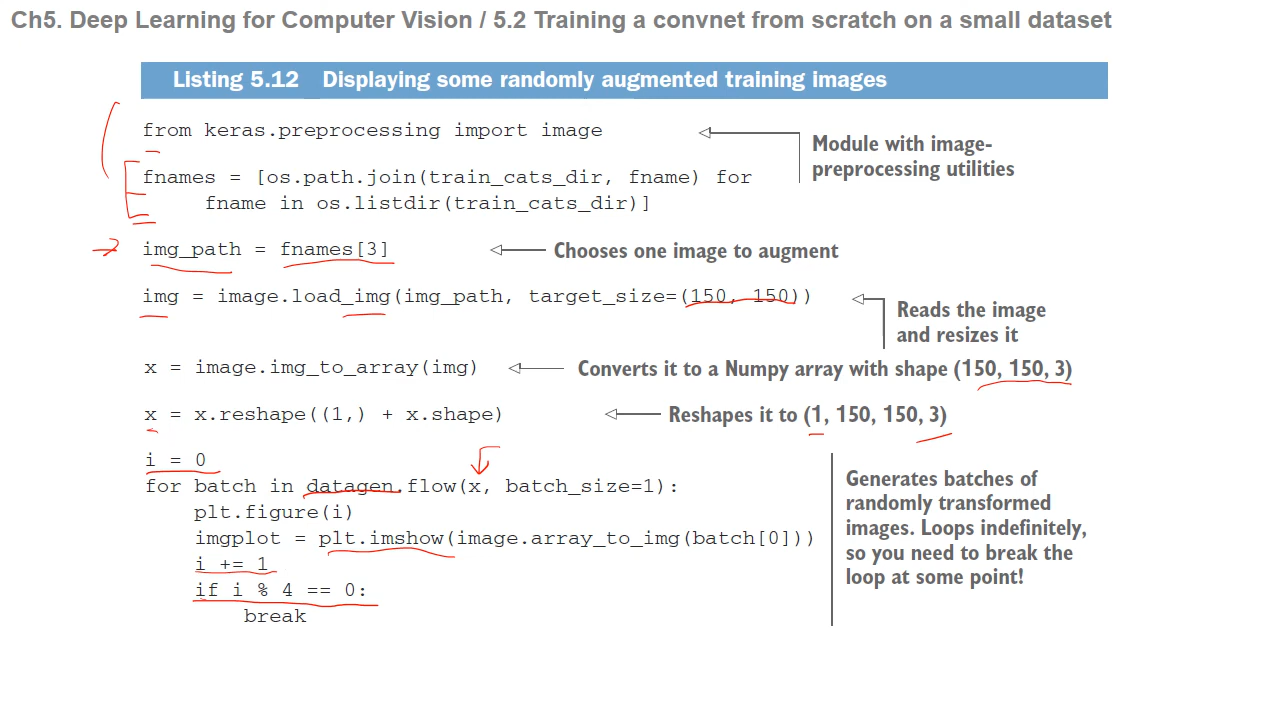 Ch5. Deep Learning for Computer Vision / 5.2 Training a convnet from scratch on a small dataset
Listing 5.12 Displaying some randomly augmented training images
from keras.preprocessing import image
Module with image-
preprocessing utilities
fnames = [os.path.join(train_cats_dir, fname) for
fname in os.listdir(train_cats_dir)]
img_path = fnames[3]
Chooses one image to augment
img = image.load_img(img_path, target_size=(150, 150))
Reads the image
and resizes it
x = image.img_to_array(img)
Converts it to a Numpy array with shape (150, 150, 3)
x = x.reshape((1,) + x.shape)
Reshapes it to (1, 150, 150, 3)
i = 0
for batch in datagen.flow(x, batch_size=1):
plt.figure(i)
imgplot = plt.imshow(image.array_to_img(batch[0]))
i += 1
if i % 4 == 0:
break
Generates batches of
randomly transformed
images. Loops indefinitely,
so you need to break the
loop at some point!